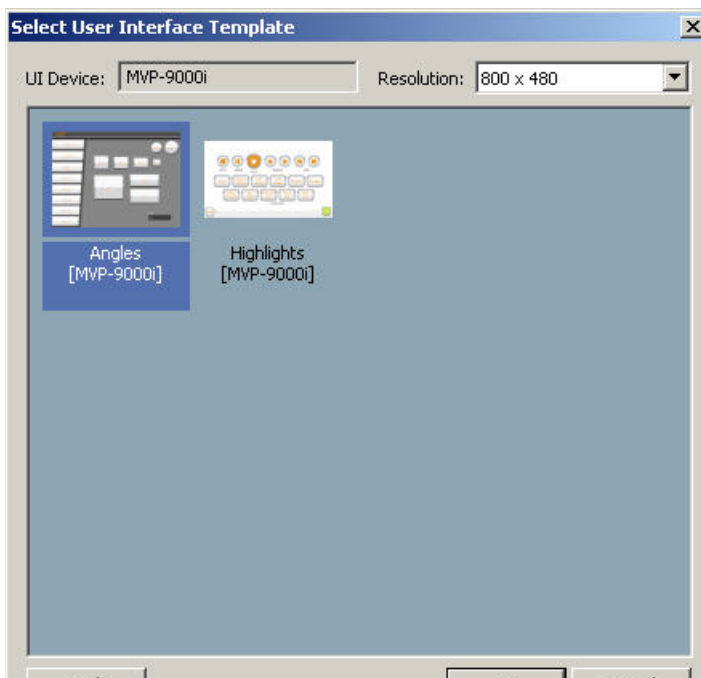 Select User Interface Template
UI Device: MVP-9000i Resolution: 800 x 480
Angles
[MVP-9000i]
Highlights
[MVP-9000i]